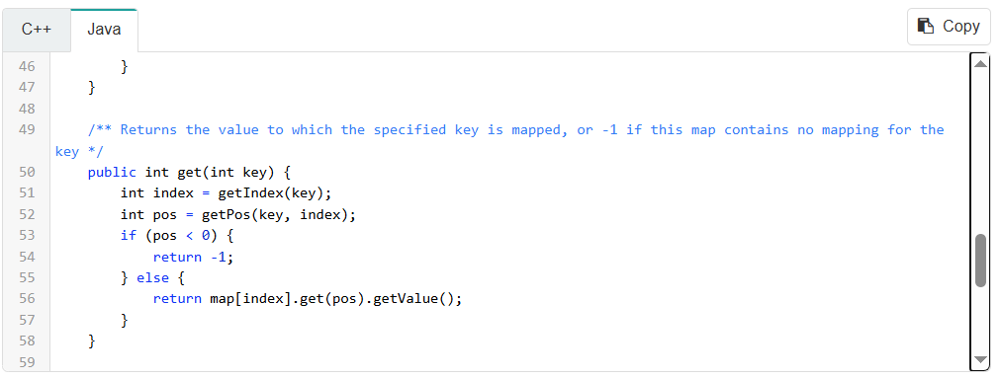 C++ Java Copy
46         }
47     }
48
49     /** Returns the value to which the specified key is mapped, or -1 if this map contains no mapping for the
key */
50     public int get(int key) {
51         int index = getIndex(key);
52         int pos = getPos(key, index);
53         if (pos < 0) {
54             return -1;
55         } else {
56             return map[index].get(pos).getValue();
57         }
58     }
59